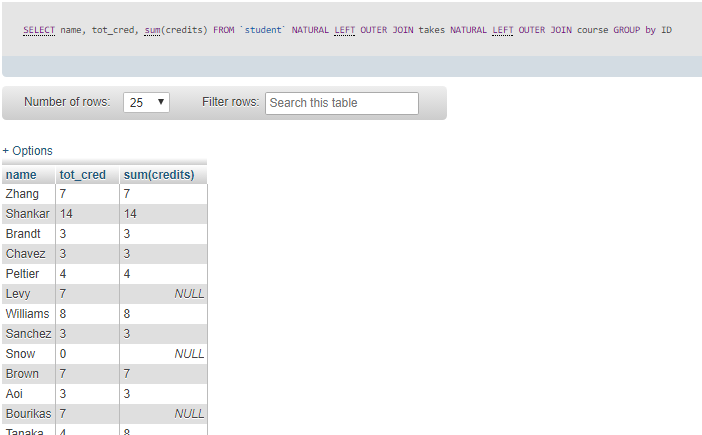 SELECT name, tot_cred, sum(credits) FROM `student` NATURAL LEFT OUTER JOIN takes NATURAL LEFT OUTER JOIN course GROUP by ID
Number of rows: 25 Filter rows: Search this table
+ Options
name tot_cred sum(credits)
Zhang 7 7
Shankar 14 14
Brandt 3 3
Chavez 3 3
Peltier 4 4
Levy 7 NULL
Williams 8 8
Sanchez 3 3
Snow 0 NULL
Brown 7 7
Aoi 3 3
Bourikas 7 NULL
Tanaka 4 8